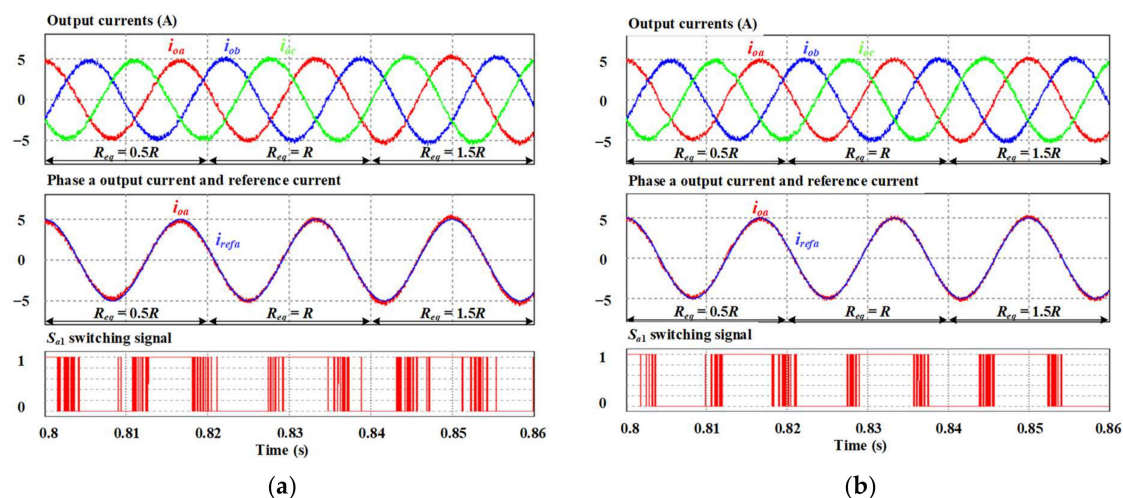 Output currents (A)
i_oa i_ob i_oc
5
0
−5
R_eq = 0.5R R_eq = R R_eq = 1.5R
Phase a output current and reference current
i_oa
i_refa
5
0
−5
R_eq = 0.5R R_eq = R R_eq = 1.5R
S_a1 switching signal
1
0
0.8 0.81 0.82 0.83 0.84 0.85 0.86
Time (s)
(a)
Output currents (A)
i_oa i_ob i_oc
5
0
−5
R_eq = 0.5R R_eq = R R_eq = 1.5R
Phase a output current and reference current
i_oa
i_refa
5
0
−5
R_eq = 0.5R R_eq = R R_eq = 1.5R
S_a1 switching signal
1
0
0.8 0.81 0.82 0.83 0.84 0.85 0.86
Time (s)
(b)